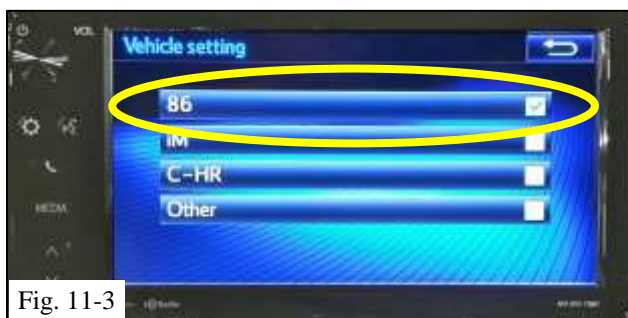 VOL
Vehicle setting
86
iM
C-HR
Other
MEDIA
Fig. 11-3